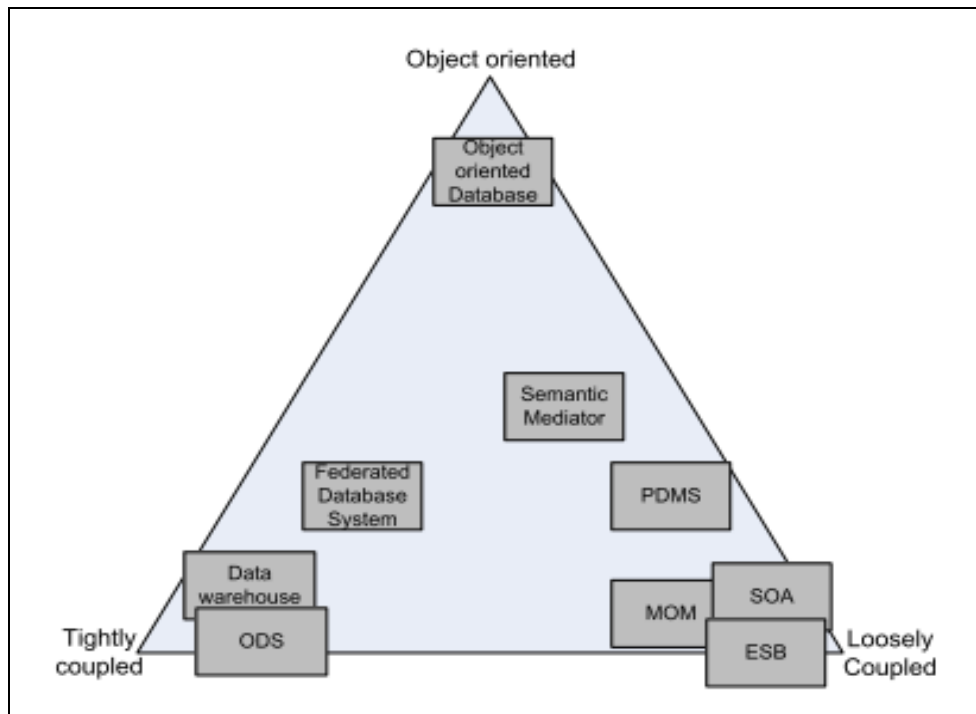 Object oriented
Object
oriented
Database
Semantic
Mediator
Federated
Database
System
PDMS
Data
warehouse
SOA
MOM
ODS
ESB
Tightly
coupled
Loosely
Coupled